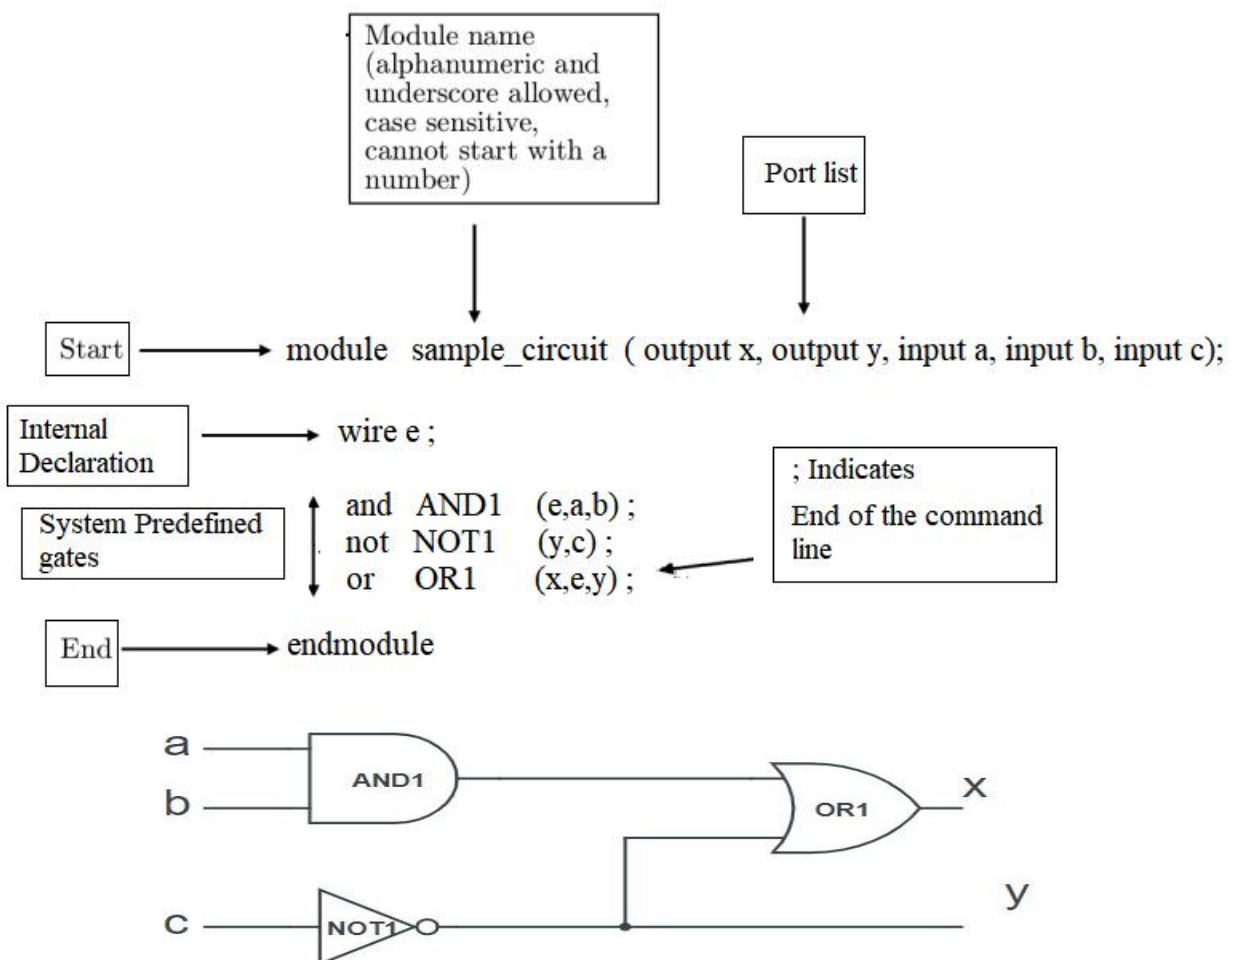 Module name
(alphanumeric and
underscore allowed,
case sensitive,
cannot start with a
number)
Port list
Start
module sample_circuit ( output x, output y, input a, input b, input c);
Internal
Declaration
wire e ;
; Indicates
End of the command
line
System Predefined
gates
and AND1 (e,a,b) ;
not NOT1 (y,c) ;
or OR1 (x,e,y) ;
End
endmodule
a
b
AND1
OR1
x
y
c
NOT1